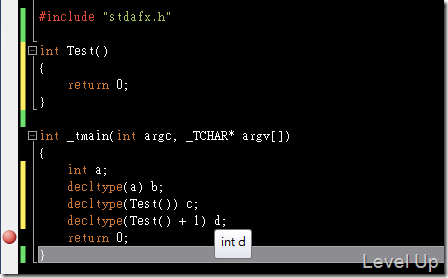 #include "stdafx.h"
int Test()
{
return 0;
}
int _tmain(int argc, _TCHAR* argv[])
{
int a;
decltype(a) b;
decltype(Test()) c;
decltype(Test() + 1) d;
return 0;
int d
}
Level Up